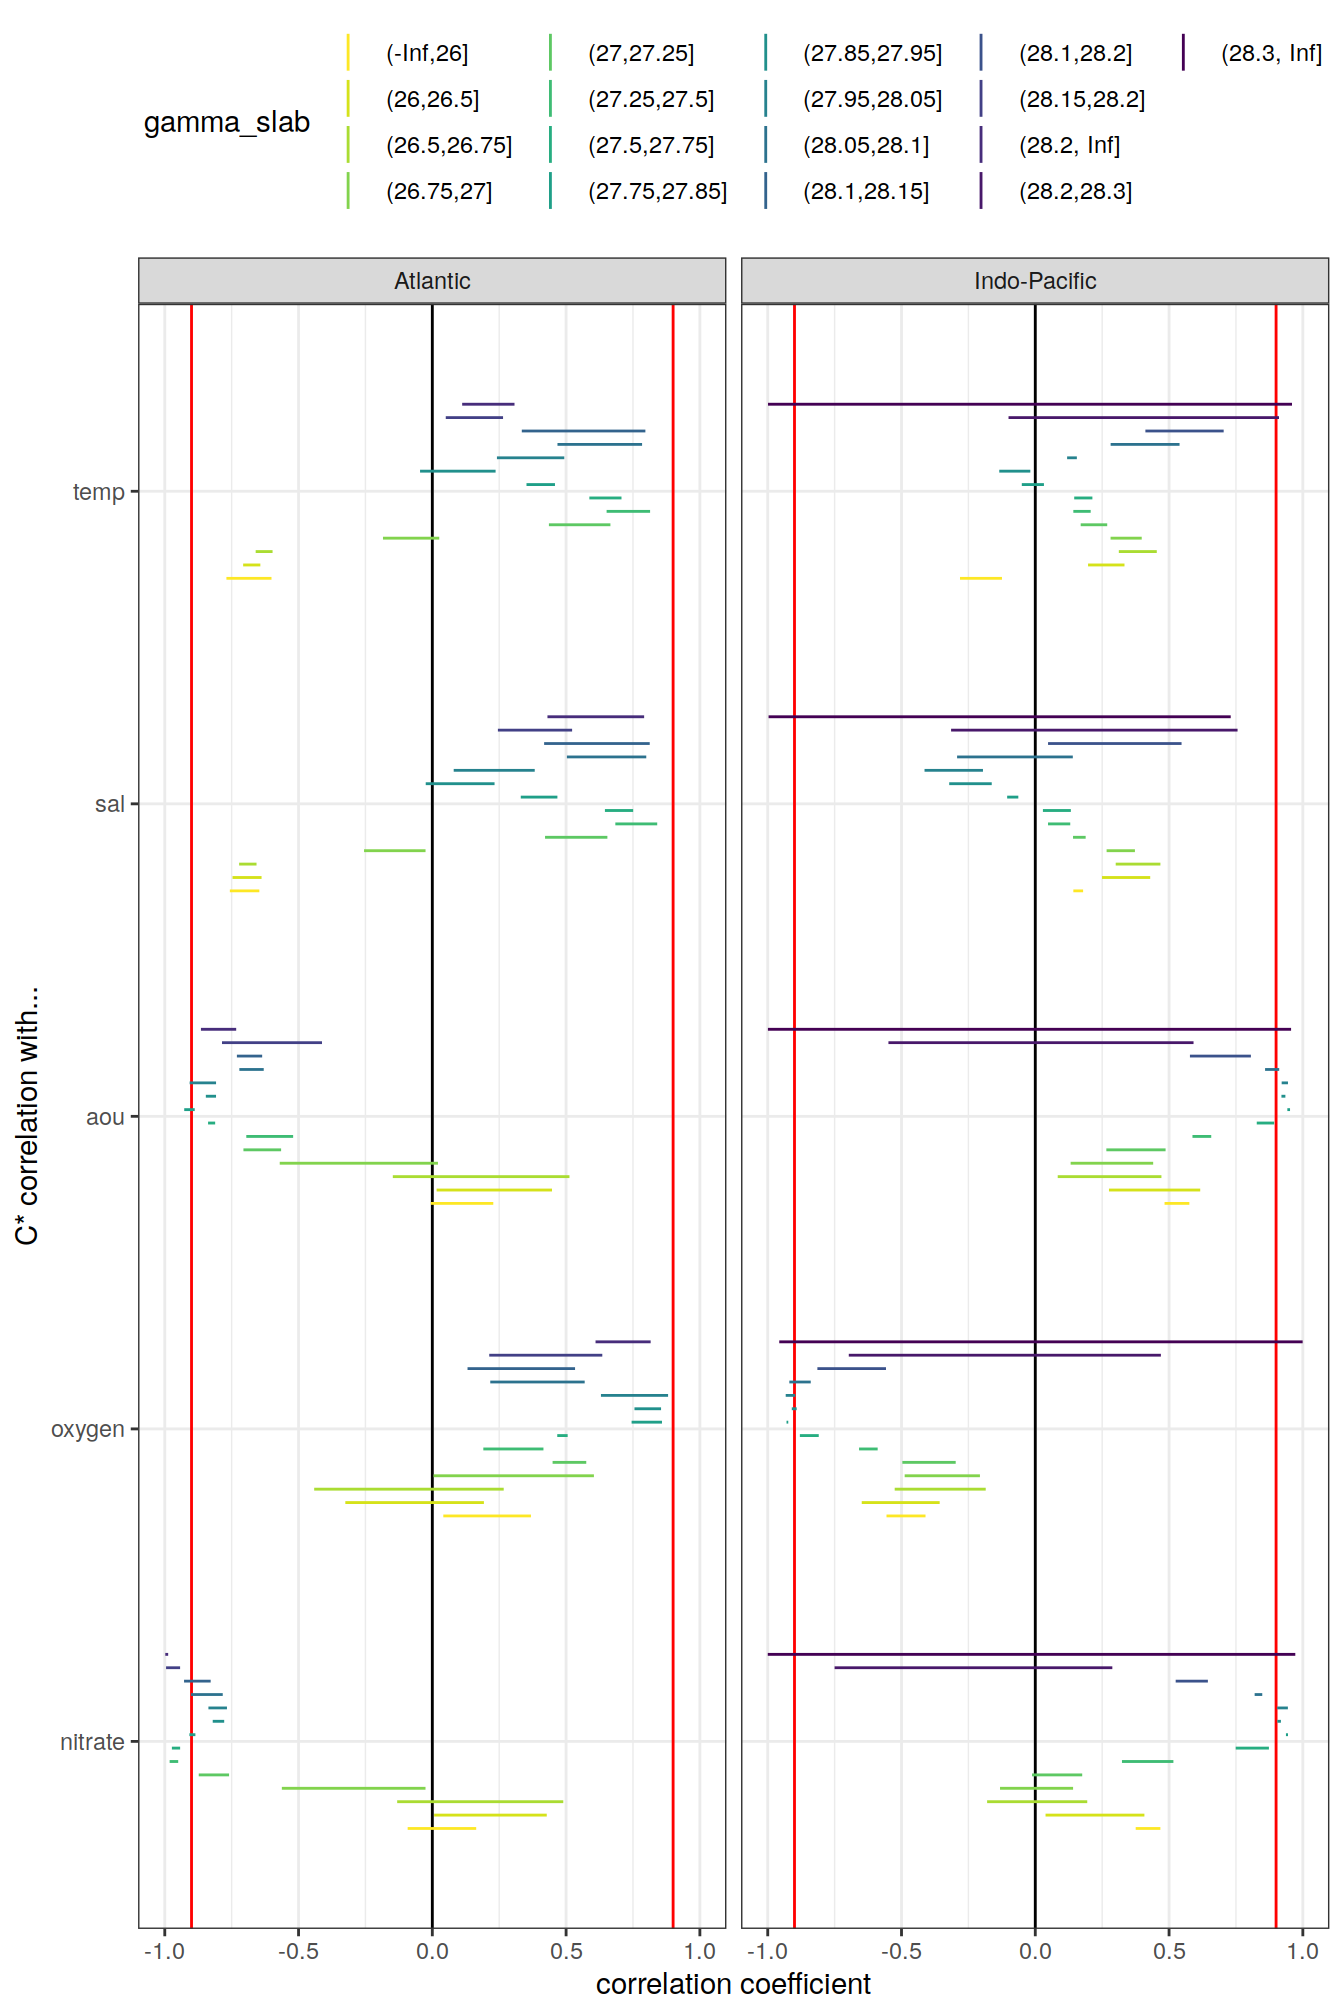 gamma_slab
(-Inf,26]
(26,26.5]
(26.5,26.75]
(26.75,27]
(27,27.25]
(27.25,27.5]
(27.5,27.75]
(27.75,27.85]
(27.85,27.95]
(27.95,28.05]
(28.05,28.1]
(28.1,28.15]
(28.1,28.2]
(28.15,28.2]
(28.2, Inf]
(28.2,28.3]
(28.3, Inf]
Atlantic
Indo-Pacific
C* correlation with...
temp
sal
aou
oxygen
nitrate
-1.0 -0.5 0.0 0.5 1.0
-1.0 -0.5 0.0 0.5 1.0
correlation coefficient